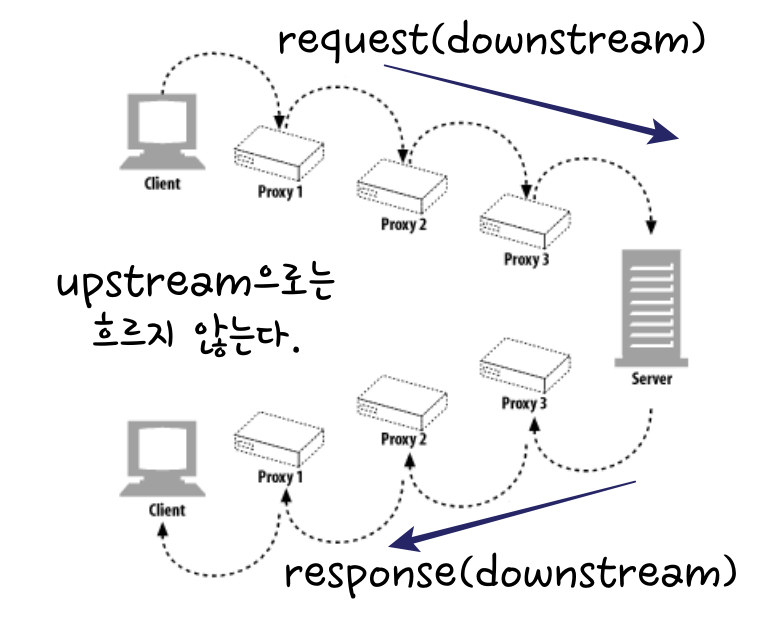 request(downstream)
Client
Proxy 1
Proxy 2
Proxy 3
upstream으로는
흐르지 않는다.
Server
Proxy 3
Proxy 2
Proxy 1
Client
response(downstream)